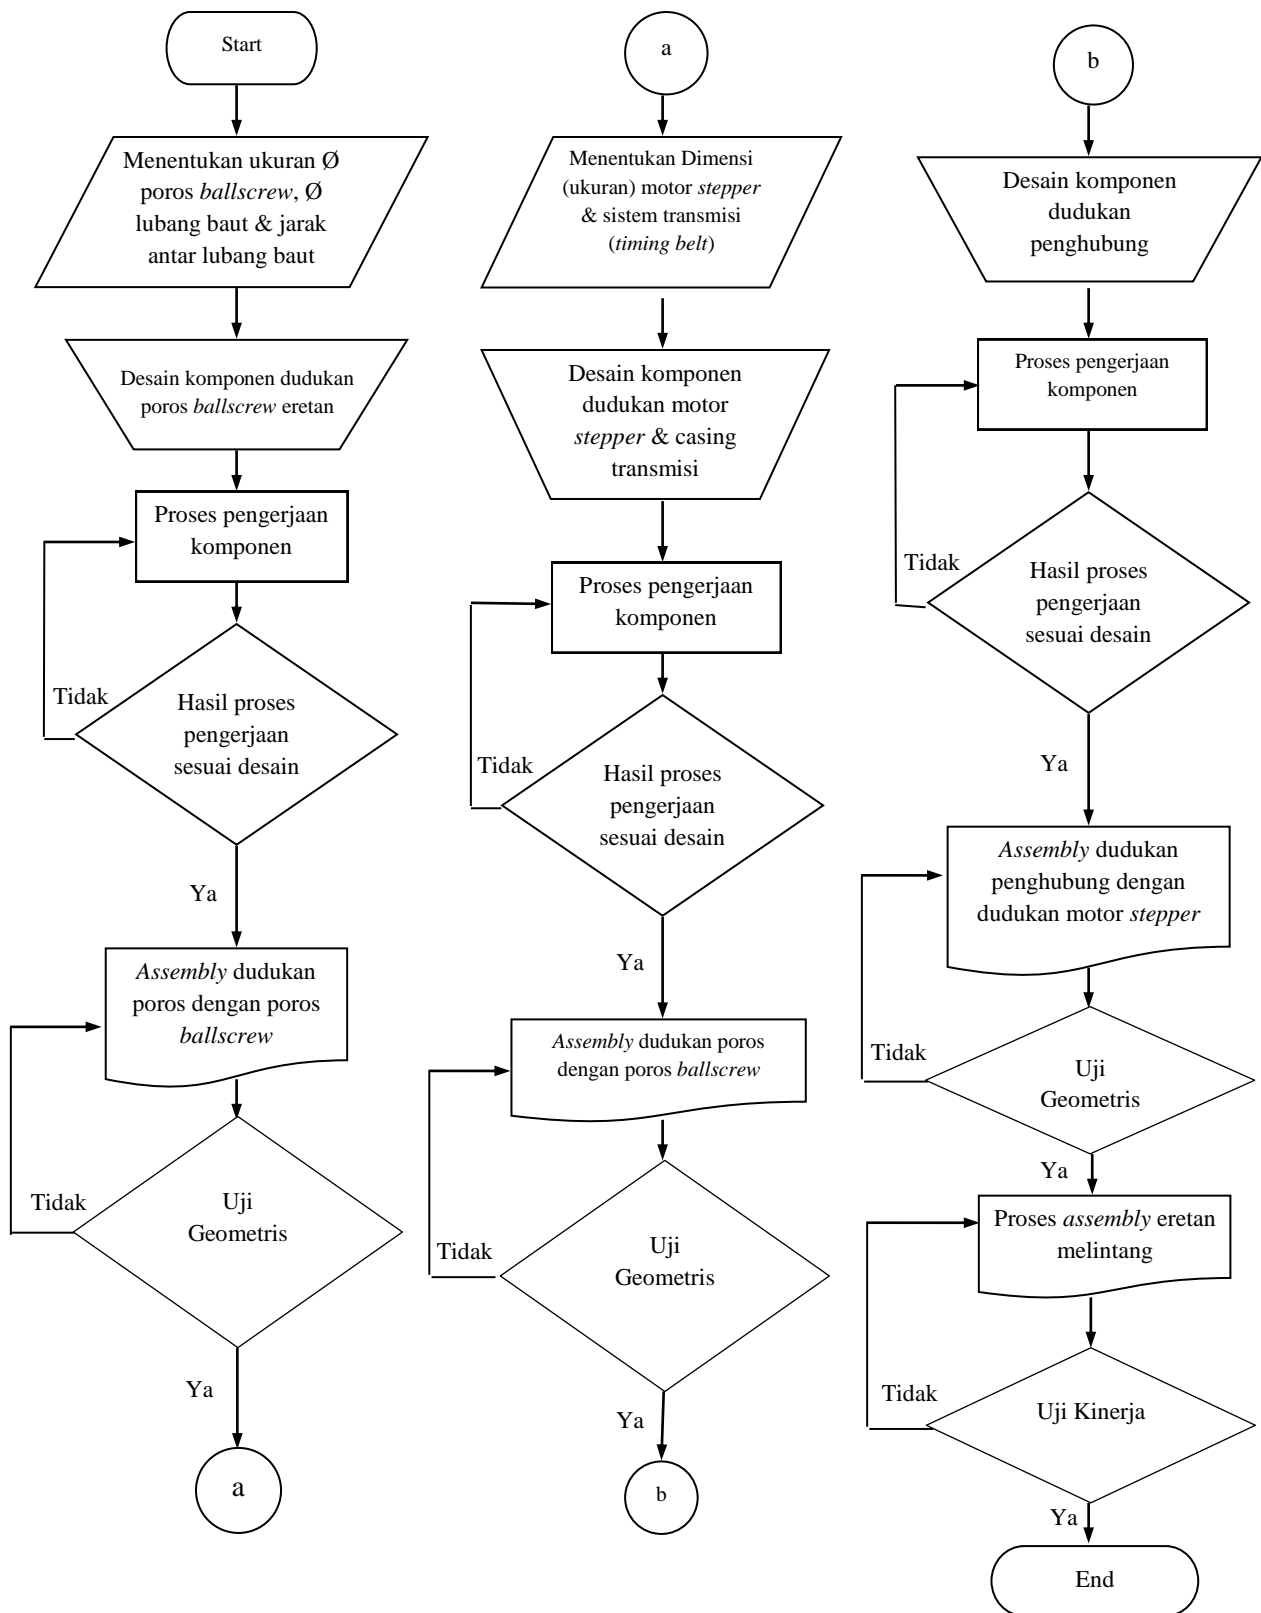 Start
Menentukan ukuran Ø
poros ballscrew, Ø
lubang baut & jarak
antar lubang baut
Desain komponen dudukan
poros ballscrew eretan
Proses pengerjaan
komponen
Tidak
Hasil proses
pengerjaan
sesuai desain
Ya
Assembly dudukan
poros dengan poros
ballscrew
Tidak
Uji
Geometris
Ya
a
a
Menentukan Dimensi
(ukuran) motor stepper
& sistem transmisi
(timing belt)
Desain komponen
dudukan motor
stepper & casing
transmisi
Proses pengerjaan
komponen
Tidak
Hasil proses
pengerjaan
sesuai desain
Ya
Assembly dudukan poros
dengan poros ballscrew
Tidak
Uji
Geometris
Ya
b
b
Desain komponen
dudukan
penghubung
Proses pengerjaan
komponen
Tidak
Hasil proses
pengerjaan
sesuai desain
Ya
Assembly dudukan
penghubung dengan
dudukan motor stepper
Tidak
Uji
Geometris
Ya
Proses assembly eretan
melintang
Tidak
Uji Kinerja
Ya
End